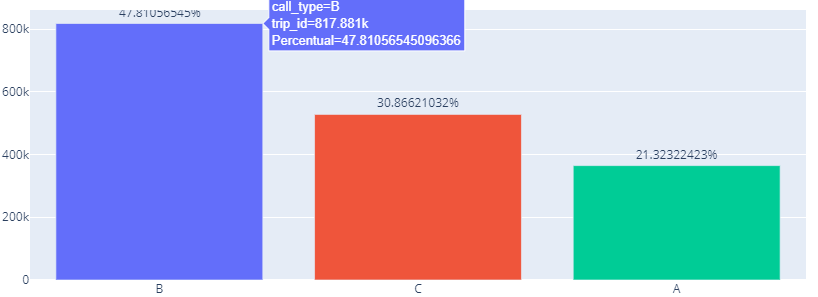 call_type=B
trip_id=817.881k
Percentual=47.81056545096366
47.81056545%
30.86621032%
21.32322423%
800k
600k
400k
200k
0
B
C
A